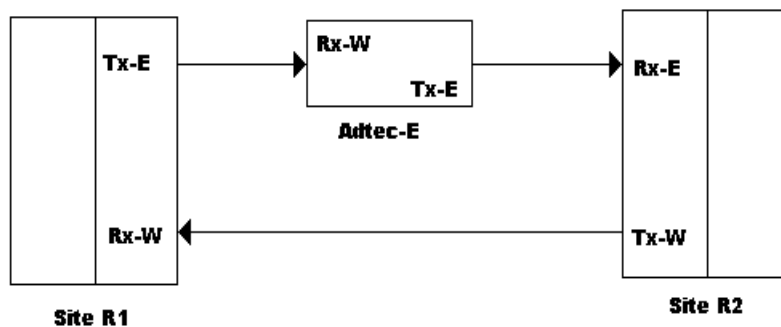 Tx-E
Rx-W
Tx-E
Rx-E
Adtec-E
Rx-W
Tx-W
Site R1
Site R2